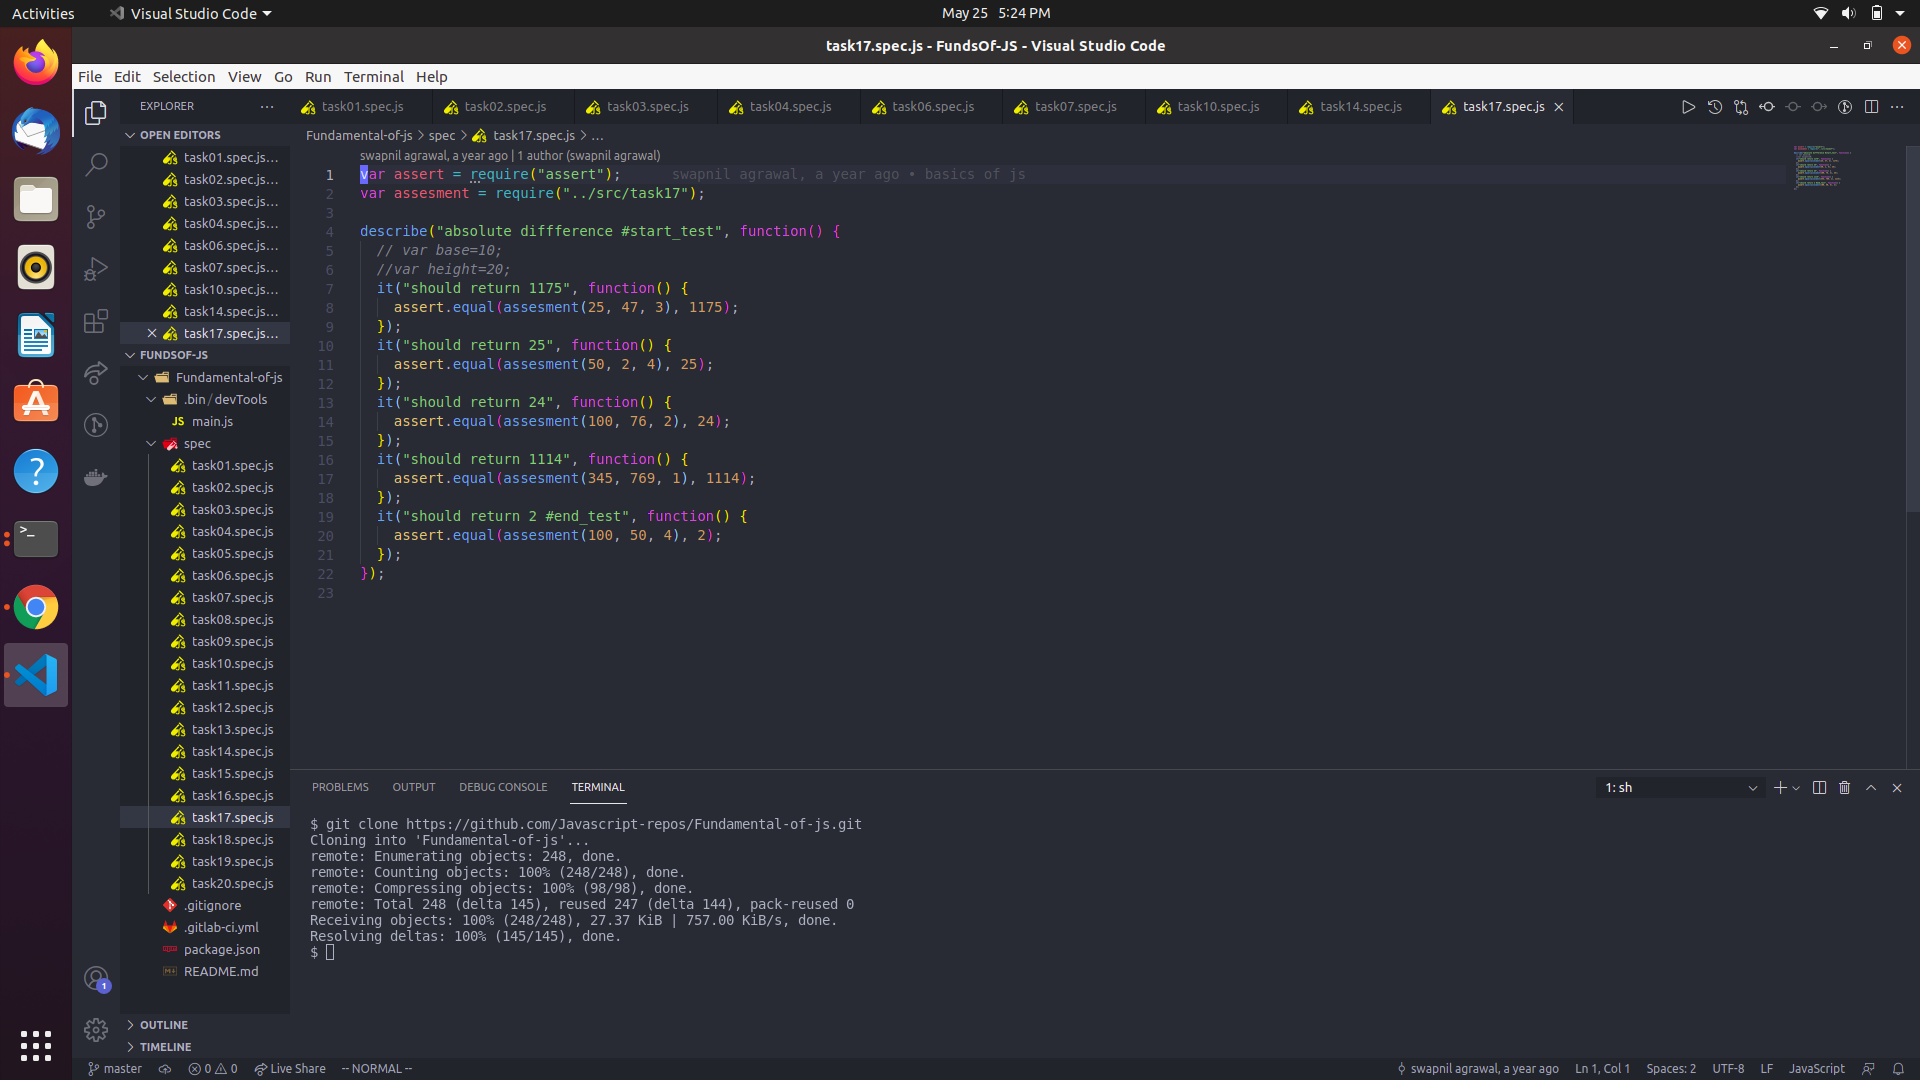 Activities
Visual Studio Code
May 25 5:24 PM
task17.spec.js - FundsOf-JS - Visual Studio Code
File Edit Selection View Go Run Terminal Help
EXPLORER
OPEN EDITORS
task01.spec.js...
task02.spec.js...
task03.spec.js...
task04.spec.js...
task06.spec.js...
task07.spec.js...
task10.spec.js...
task14.spec.js...
task17.spec.js...
FUNDSOF-JS
Fundamental-of-js
.bin/devTools
JS main.js
spec
task01.spec.js
task02.spec.js
task03.spec.js
task04.spec.js
task05.spec.js
task06.spec.js
task07.spec.js
task08.spec.js
task09.spec.js
task10.spec.js
task11.spec.js
task12.spec.js
task13.spec.js
task14.spec.js
task15.spec.js
task16.spec.js
task17.spec.js
task18.spec.js
task19.spec.js
task20.spec.js
.gitignore
.gitlab-ci.yml
package.json
README.md
OUTLINE
TIMELINE
task01.spec.js task02.spec.js task03.spec.js task04.spec.js task06.spec.js task07.spec.js task10.spec.js task14.spec.js task17.spec.js
Fundamental-of-js > spec > task17.spec.js > ...
swapnil agrawal, a year ago | 1 author (swapnil agrawal)
1 var assert = require("assert"); swapnil agrawal, a year ago • basics of js
2 var assesment = require("../src/task17");
3
4 describe("absolute diffference #start_test", function() {
5 // var base=10;
6 //var height=20;
7 it("should return 1175", function() {
8 assert.equal(assesment(25, 47, 3), 1175);
9 });
10 it("should return 25", function() {
11 assert.equal(assesment(50, 2, 4), 25);
12 });
13 it("should return 24", function() {
14 assert.equal(assesment(100, 76, 2), 24);
15 });
16 it("should return 1114", function() {
17 assert.equal(assesment(345, 769, 1), 1114);
18 });
19 it("should return 2 #end_test", function() {
20 assert.equal(assesment(100, 50, 4), 2);
21 });
22 });
23
PROBLEMS OUTPUT DEBUG CONSOLE TERMINAL
1: sh
$ git clone https://github.com/Javascript-repos/Fundamental-of-js.git
Cloning into 'Fundamental-of-js'...
remote: Enumerating objects: 248, done.
remote: Counting objects: 100% (248/248), done.
remote: Compressing objects: 100% (98/98), done.
remote: Total 248 (delta 145), reused 247 (delta 144), pack-reused 0
Receiving objects: 100% (248/248), 27.37 KiB | 757.00 KiB/s, done.
Resolving deltas: 100% (145/145), done.
$
1
master 0 0 Live Share -- NORMAL --
swapnil agrawal, a year ago Ln 1, Col 1 Spaces: 2 UTF-8 LF JavaScript